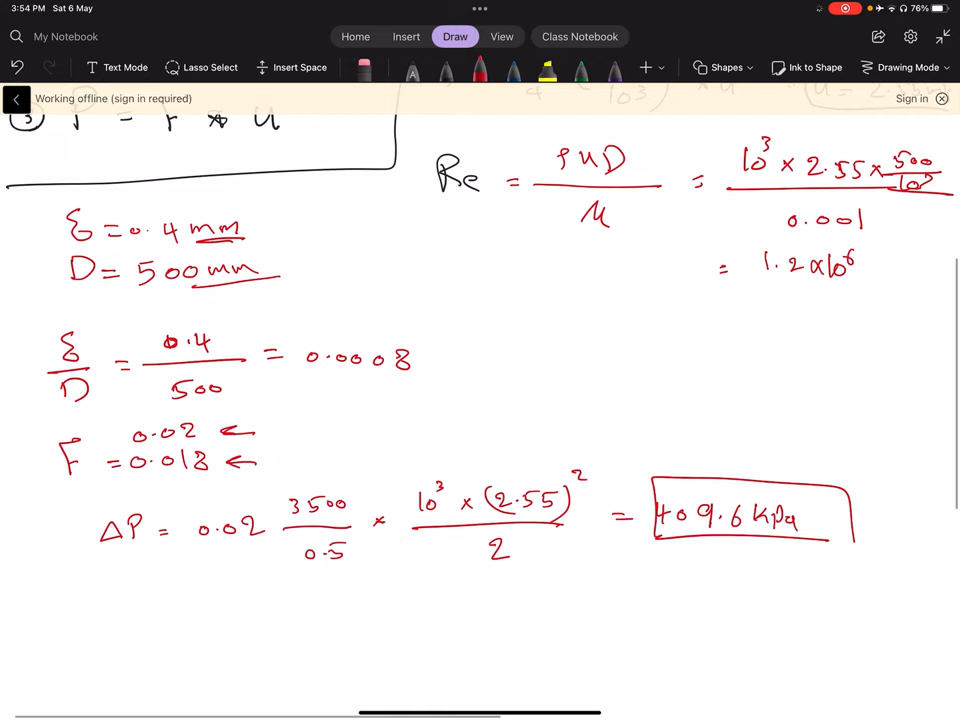 3:54 PM Sat 6 May
76%
My Notebook
Home Insert Draw View Class Notebook
Text Mode Lasso Select Insert Space Shapes Ink to Shape Drawing Mode
Working offline (sign in required) Sign in
③ P = F * u
Re = ρuD / μ = 10³ × 2.55 × 500/10³ / 0.001
= 1.2 × 10⁶
ε = 0.4 mm
D = 500 mm
ε/D = 0.4/500 = 0.0008
0.02 ←
F = 0.018 ←
ΔP = 0.02 3500/0.5 × 10³ × (2.55)²/2 = 409.6 kPa